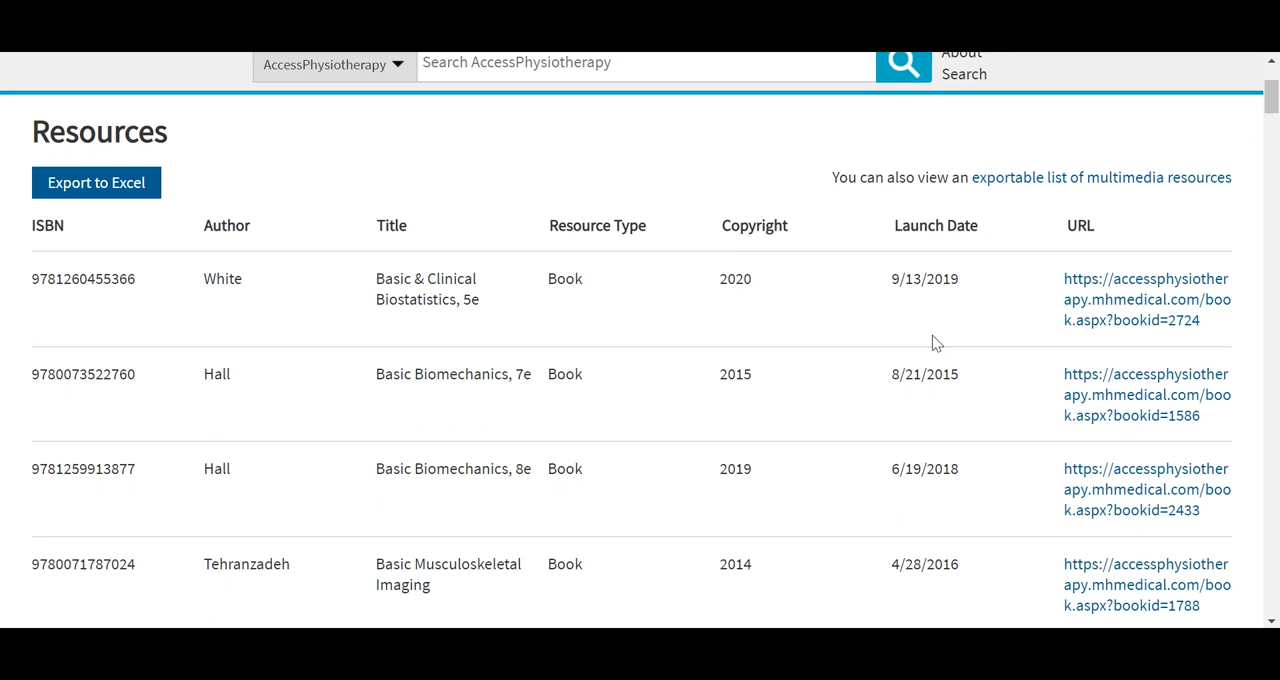 About
AccessPhysiotherapy
Search AccessPhysiotherapy
Search
Resources
Export to Excel
You can also view an exportable list of multimedia resources
ISBN Author Title Resource Type Copyright Launch Date URL
9781260455366 White Basic & Clinical Book 2020 9/13/2019 https://accessphysiother
Biostatistics, 5e apy.mhmedical.com/boo
k.aspx?bookid=2724
9780073522760 Hall Basic Biomechanics, 7e Book 2015 8/21/2015 https://accessphysiother
apy.mhmedical.com/boo
k.aspx?bookid=1586
9781259913877 Hall Basic Biomechanics, 8e Book 2019 6/19/2018 https://accessphysiother
apy.mhmedical.com/boo
k.aspx?bookid=2433
9780071787024 Tehranzadeh Basic Musculoskeletal Book 2014 4/28/2016 https://accessphysiother
Imaging apy.mhmedical.com/boo
k.aspx?bookid=1788